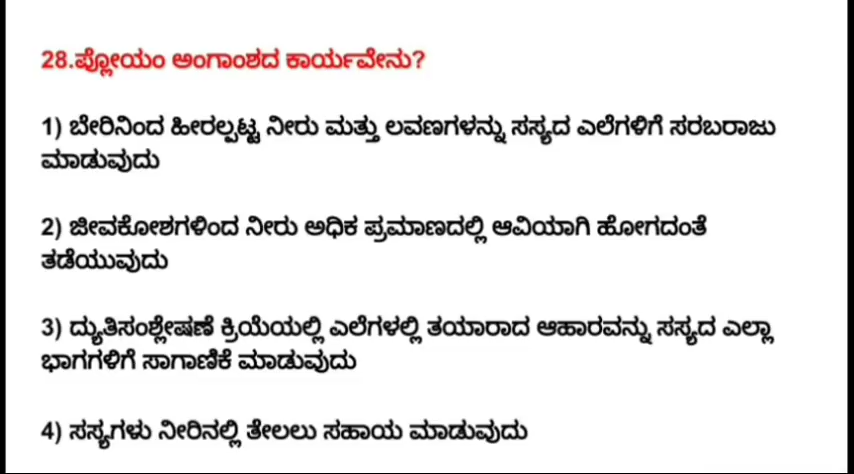 28.ಪ್ಲೋಯಂ ಅಂಗಾಂಶದ ಕಾರ್ಯವೇನು?
1) ಬೇರಿನಿಂದ ಹೀರಲ್ಪಟ್ಟ ನೀರು ಮತ್ತು ಲವಣಗಳನ್ನು ಸಸ್ಯದ ಎಲೆಗಳಿಗೆ ಸರಬರಾಜು
ಮಾಡುವುದು
2) ಜೀವಕೋಶಗಳಿಂದ ನೀರು ಅಧಿಕ ಪ್ರಮಾಣದಲ್ಲಿ ಆವಿಯಾಗಿ ಹೋಗದಂತೆ
ತಡೆಯುವುದು
3) ದ್ಯುತಿಸಂಶ್ಲೇಷಣೆ ಕ್ರಿಯೆಯಲ್ಲಿ ಎಲೆಗಳಲ್ಲಿ ತಯಾರಾದ ಆಹಾರವನ್ನು ಸಸ್ಯದ ಎಲ್ಲಾ
ಭಾಗಗಳಿಗೆ ಸಾಗಾಣಿಕೆ ಮಾಡುವುದು
4) ಸಸ್ಯಗಳು ನೀರಿನಲ್ಲಿ ತೇಲಲು ಸಹಾಯ ಮಾಡುವುದು